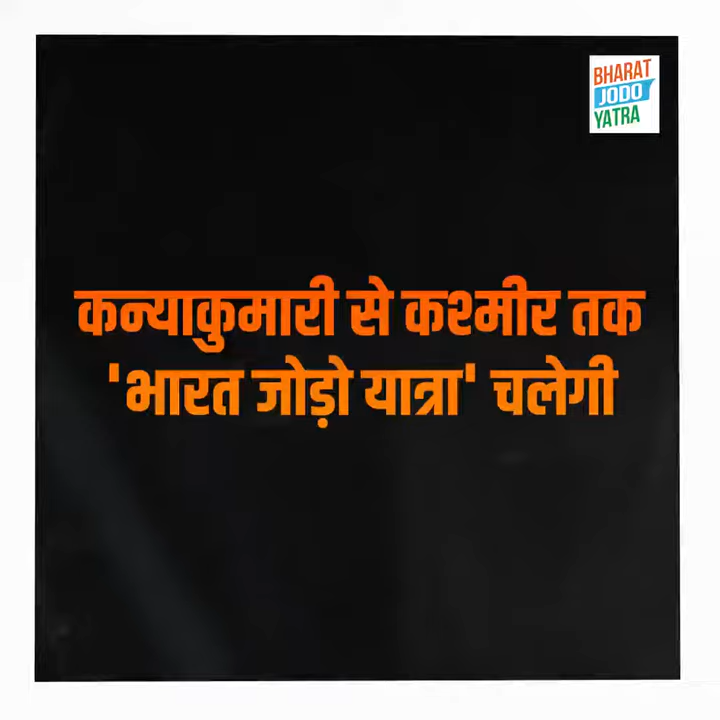 BHARAT
JODO
YATRA
कन्याकुमारी से कश्मीर तक
'भारत जोड़ो यात्रा' चलेगी